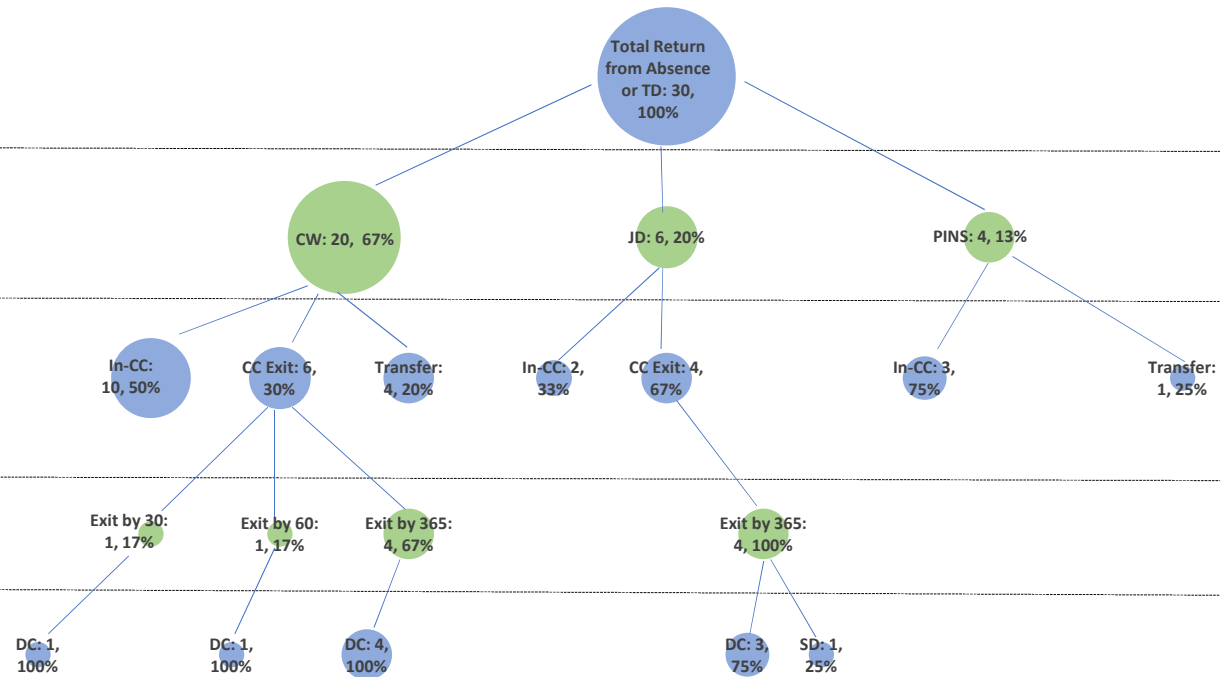 Total Return
from Absence
or TD: 30,
100%
CW: 20, 67%
JD: 6, 20%
PINS: 4, 13%
In-CC:
10, 50%
CC Exit: 6,
30%
Transfer:
4, 20%
In-CC: 2,
33%
CC Exit: 4,
67%
In-CC: 3,
75%
Transfer:
1, 25%
Exit by 30:
1, 17%
Exit by 60:
1, 17%
Exit by 365:
4, 67%
Exit by 365:
4, 100%
DC: 1,
100%
DC: 1,
100%
DC: 4,
100%
DC: 3,
75%
SD: 1,
25%